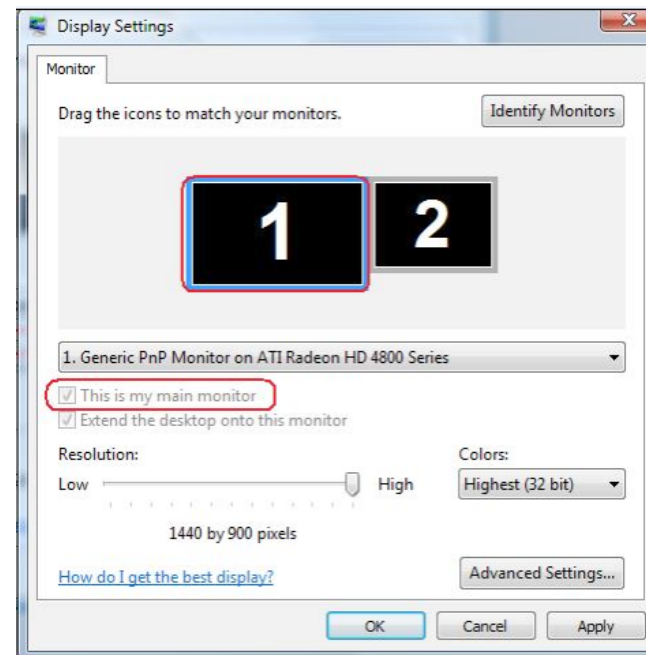 Display Settings
Monitor
Drag the icons to match your monitors.
Identify Monitors
1
2
1. Generic PnP Monitor on ATI Radeon HD 4800 Series
This is my main monitor
Extend the desktop onto this monitor
Resolution:
Colors:
Low
High
Highest (32 bit)
1440 by 900 pixels
How do I get the best display?
Advanced Settings...
OK
Cancel
Apply